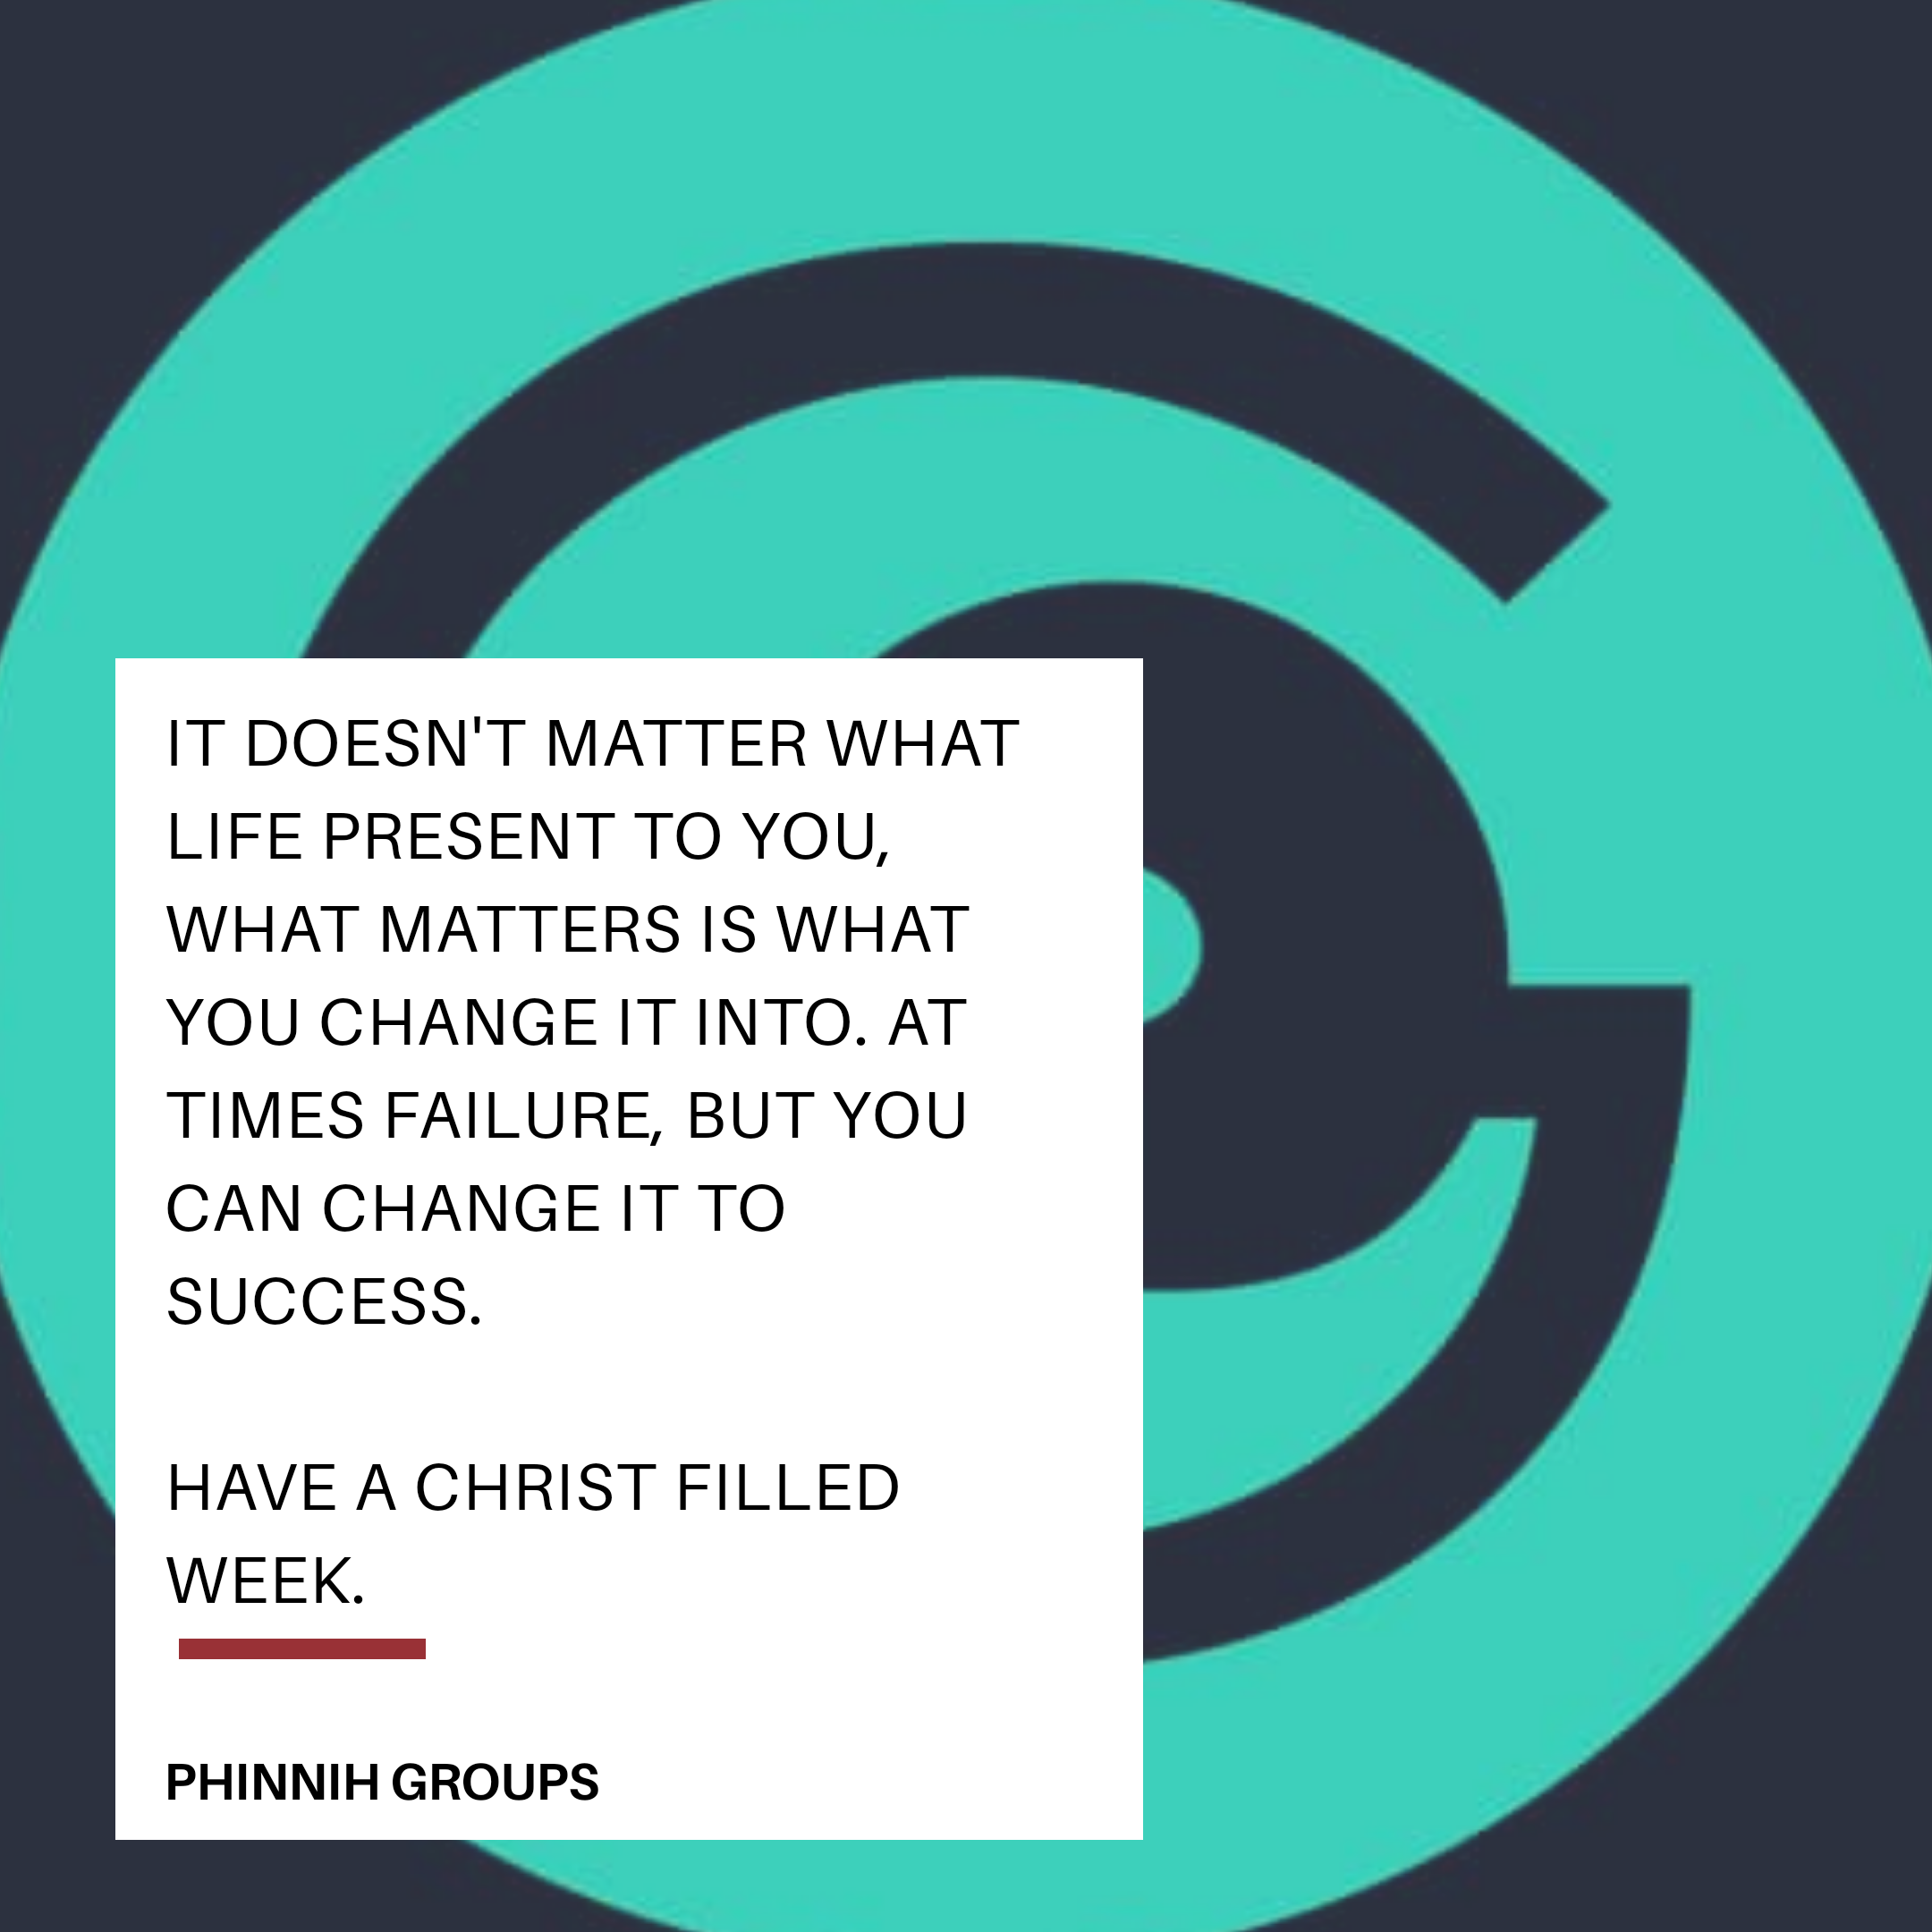 IT DOESN'T MATTER WHAT
LIFE PRESENT TO YOU,
WHAT MATTERS IS WHAT
YOU CHANGE IT INTO. AT
TIMES FAILURE, BUT YOU
CAN CHANGE IT TO
SUCCESS.
HAVE A CHRIST FILLED
WEEK.
PHINNIH GROUPS